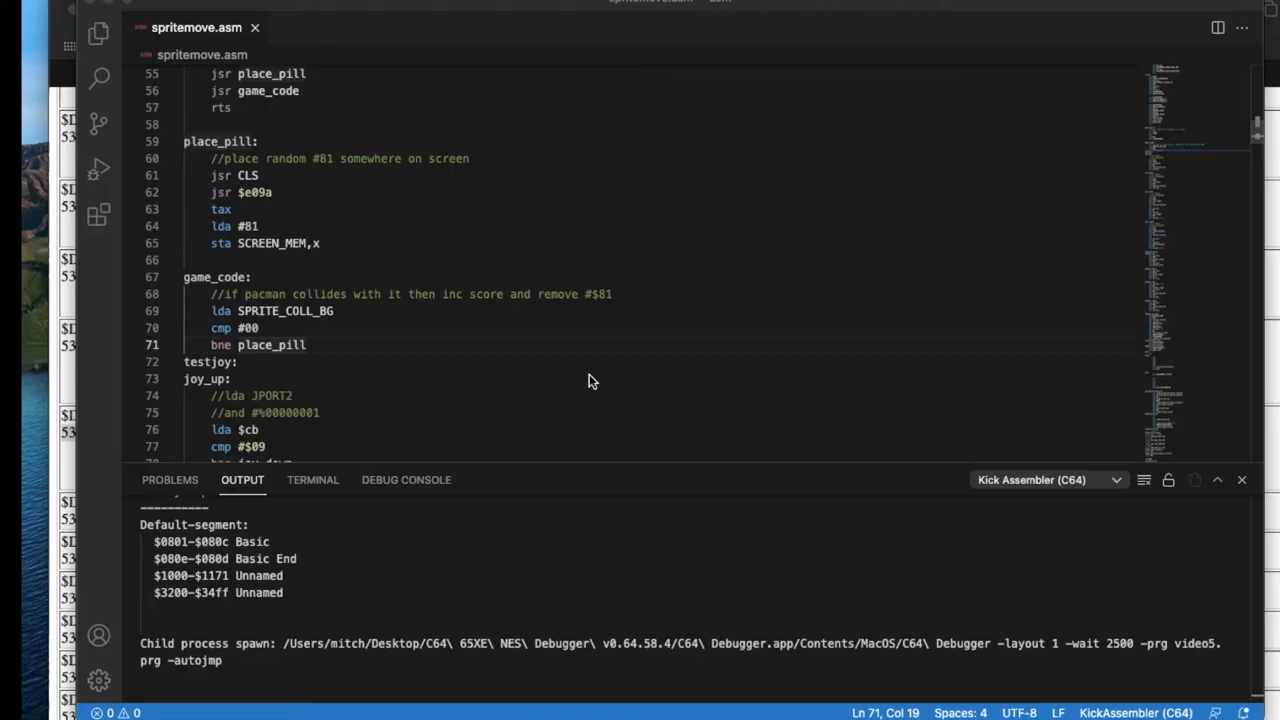 spritemove.asm
spritemove.asm
55 jsr place_pill
56 jsr game_code
57 rts
58
59 place_pill:
60 //place random #81 somewhere on screen
61 jsr CLS
62 jsr $e09a
63 tax
64 lda #81
65 sta SCREEN_MEM,x
66
67 game_code:
68 //if pacman collides with it then inc score and remove #$81
69 lda SPRITE_COLL_BG
70 cmp #00
71 bne place_pill
72 testjoy:
73 joy_up:
74 //lda JPORT2
75 //and #%00000001
76 lda $cb
77 cmp #$09
PROBLEMS OUTPUT TERMINAL DEBUG CONSOLE Kick Assembler (C64)
Default-segment:
$0801-$080c Basic
$080e-$080d Basic End
$1000-$1171 Unnamed
$3200-$34ff Unnamed
Child process spawn: /Users/mitch/Desktop/C64\ 65XE\ NES\ Debugger\ v0.64.58.4/C64\ Debugger.app/Contents/MacOS/C64\ Debugger -layout 1 -wait 2500 -prg video5.
prg -autojmp
0 0 Ln 71, Col 19 Spaces: 4 UTF-8 LF KickAssembler (C64)